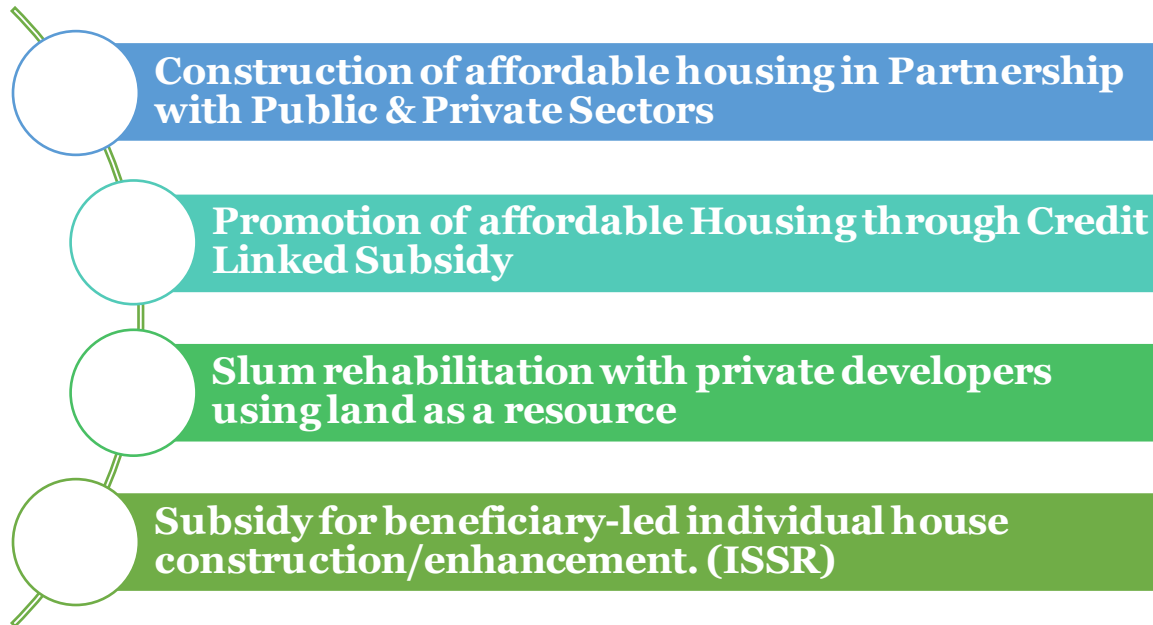 Construction of affordable housing in Partnership
with Public & Private Sectors
Promotion of affordable Housing through Credit
Linked Subsidy
Slum rehabilitation with private developers
using land as a resource
Subsidy for beneficiary-led individual house
construction/enhancement. (ISSR)